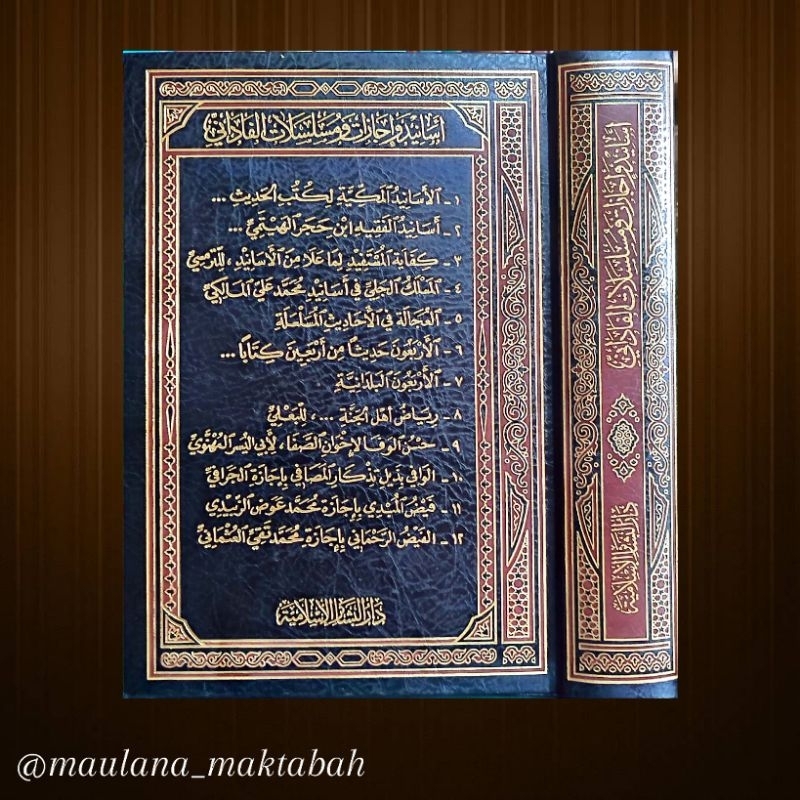 أسانيد وإجازات ومسلسلات الفاداني
١ - الأسانيد المكية لكتب الحديث ...
٢ - أسانيد الفقيه ابن حجر الهيتمي ...
٣ - كفاية المستفيد لما علا من الأسانيد، للترمسي
٤ - المسلك الجلي في أسانيد محمد علي المالكي
٥ - العجالة في الأحاديث المسلسلة
٦ - الأربعون حديثا من أربعين كتابا ...
٧ - الأربعون البلدانية
٨ - رياض أهل الجنة ...، للبعلي
٩ - حسن الوفا لإخوان الصفا، لأبي اليسر المهنوي
١٠ - الوافي بذيل تذكار المصافي بإجازة الجرافي
١١ - فيض المبدي بإجازة محمد عوض الزبيدي
١٢ - الفيض الرحماني بإجازة محمد تقي العثماني
دار البشائر الإسلامية
أسانيد وإجازات ومسلسلات الفاداني
دار البشائر الإسلامية
@maulana_maktabah